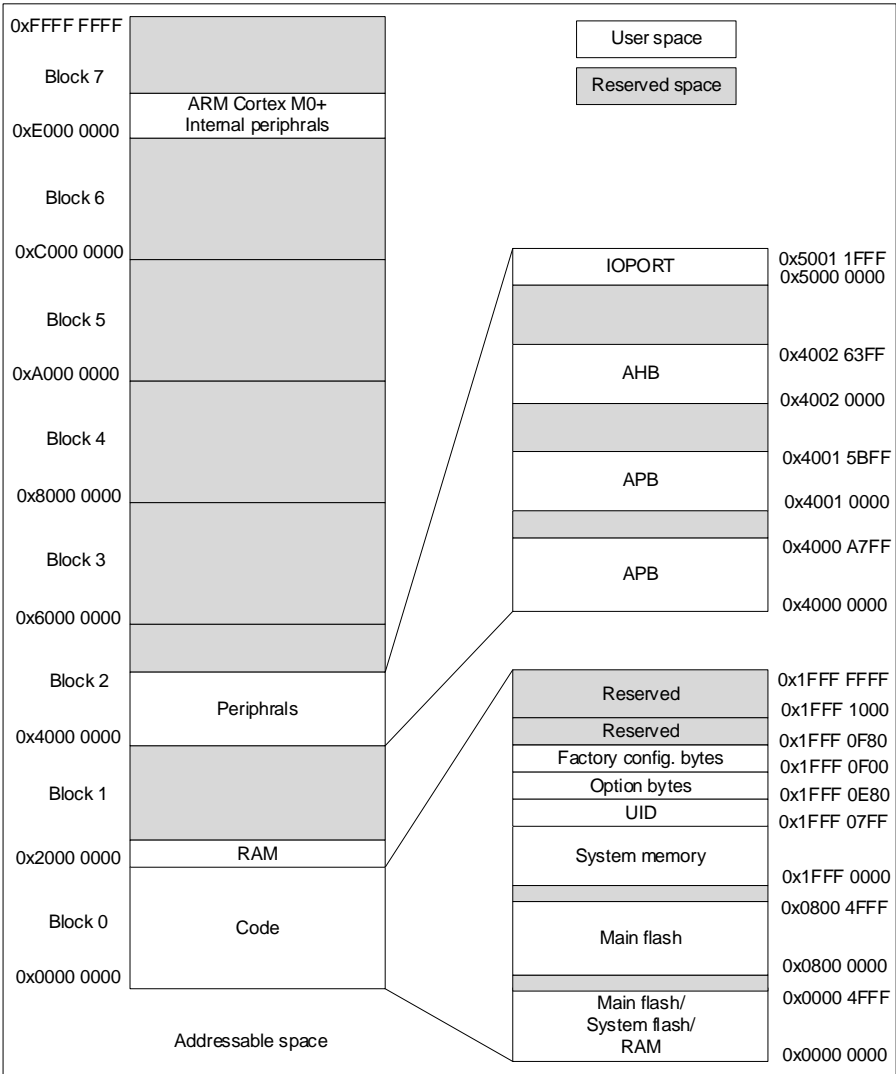 0xFFFF FFFF
Block 7
ARM Cortex M0+
Internal periphrals
0xE000 0000
Block 6
0xC000 0000
Block 5
0xA000 0000
Block 4
0x8000 0000
Block 3
0x6000 0000
Block 2
Periphrals
0x4000 0000
Block 1
0x2000 0000
RAM
Block 0
Code
0x0000 0000
Addressable space
User space
Reserved space
IOPORT
0x5001 1FFF
0x5000 0000
AHB
0x4002 63FF
0x4002 0000
APB
0x4001 5BFF
0x4001 0000
APB
0x4000 A7FF
0x4000 0000
Reserved
0x1FFF FFFF
0x1FFF 1000
Reserved
0x1FFF 0F80
Factory config. bytes
0x1FFF 0F00
Option bytes
0x1FFF 0E80
UID
0x1FFF 07FF
System memory
0x1FFF 0000
0x0800 4FFF
Main flash
0x0800 0000
0x0000 4FFF
Main flash/
System flash/
RAM
0x0000 0000